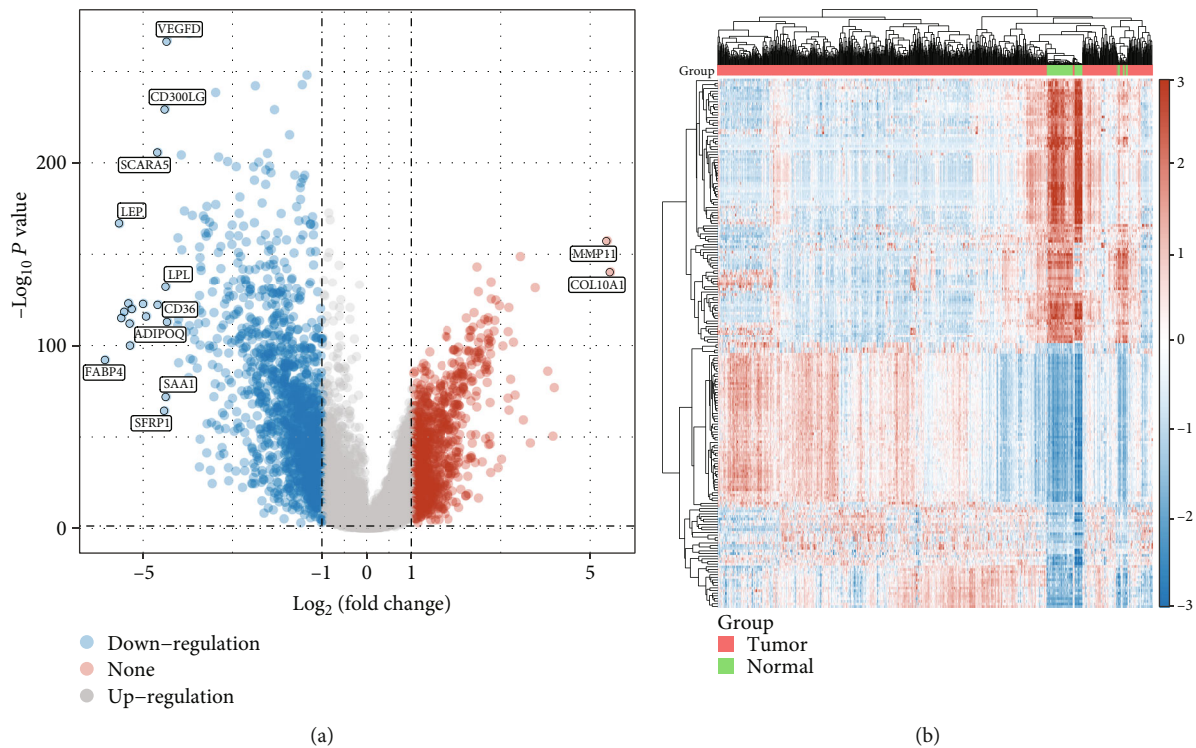 VEGFD
CD300LG
SCARA5
LEP
LPL
CD36
ADIPOQ
FABP4
SAA1
SFRP1
MMP11
COL10A1
200
100
0
−Log10 P value
−5
−1
0
1
5
Log2 (fold change)
Down−regulation
None
Up−regulation
(a)
Group
3
2
1
0
−1
−2
−3
Group
Tumor
Normal
(b)